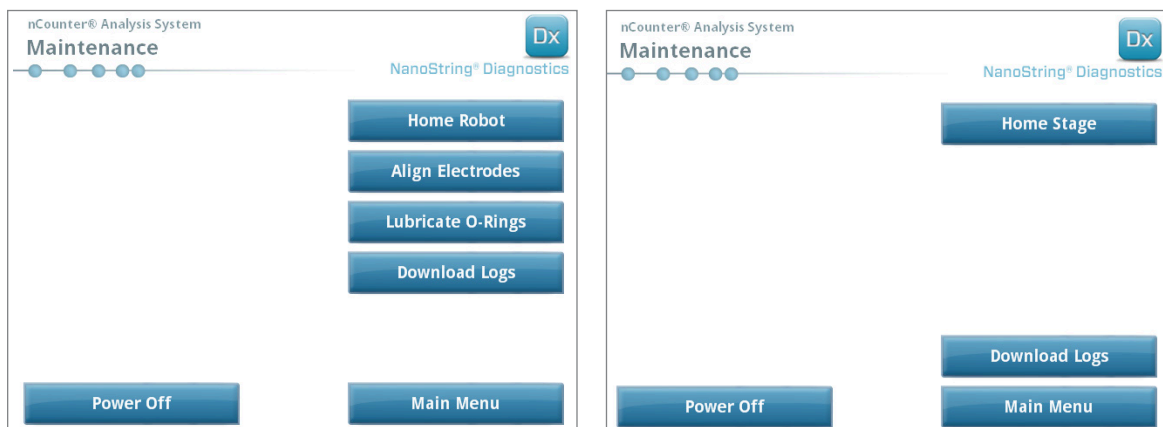 nCounter® Analysis System
Maintenance
Dx
NanoString® Diagnostics
Home Robot
Align Electrodes
Lubricate O-Rings
Download Logs
Power Off
Main Menu
nCounter® Analysis System
Maintenance
Dx
NanoString® Diagnostics
Home Stage
Download Logs
Power Off
Main Menu